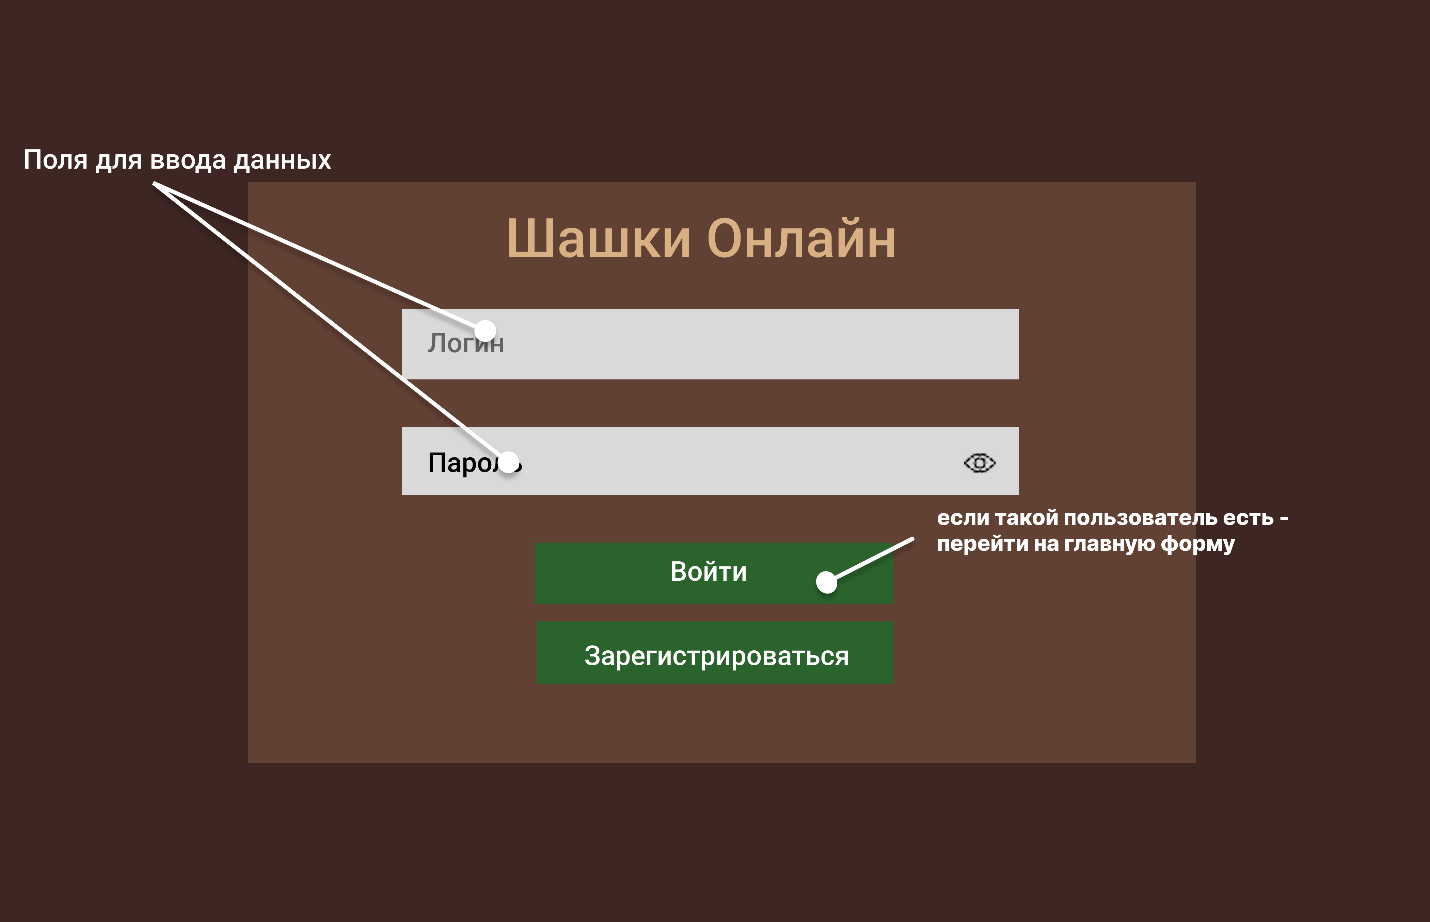 Поля для ввода данных
Шашки Онлайн
Логин
Пароль
если такой пользователь есть -
перейти на главную форму
Войти
Зарегистрироваться